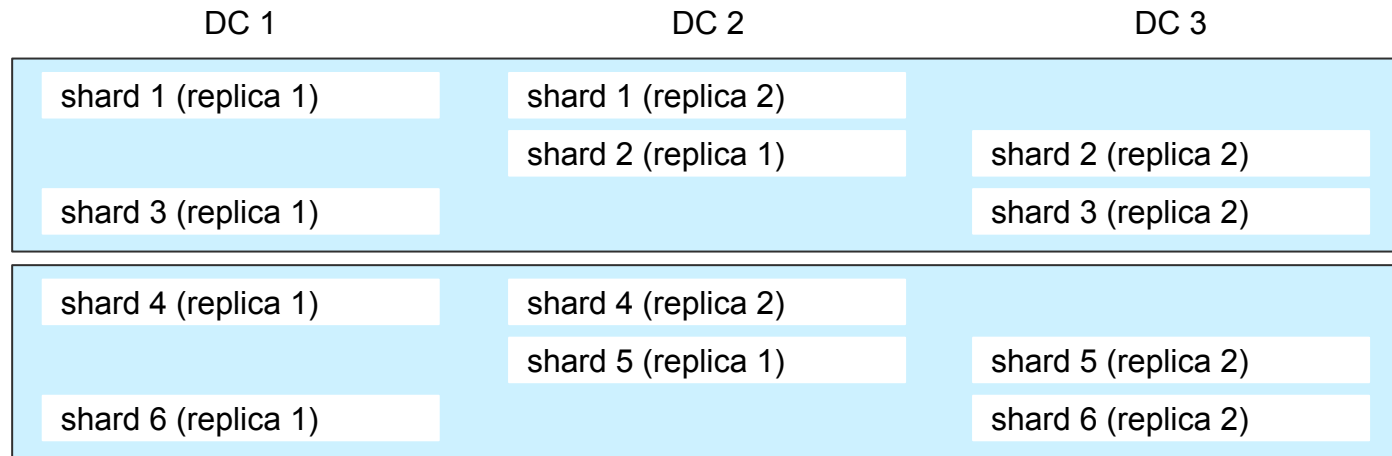 DC 1 DC 2 DC 3
shard 1 (replica 1) shard 1 (replica 2)
shard 2 (replica 1) shard 2 (replica 2)
shard 3 (replica 1) shard 3 (replica 2)
shard 4 (replica 1) shard 4 (replica 2)
shard 5 (replica 1) shard 5 (replica 2)
shard 6 (replica 1) shard 6 (replica 2)